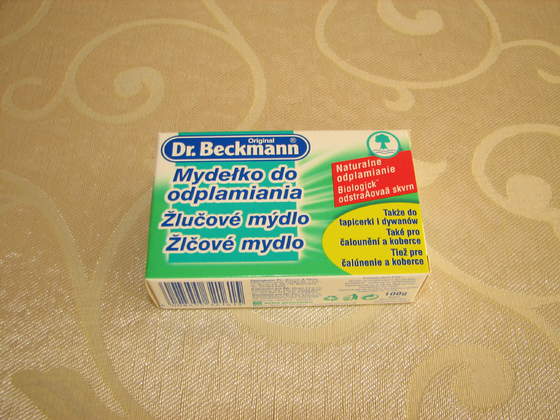 Original
Dr. Beckmann®
Mydełko do
odplamiania
Žlučové mýdlo
Žlčové mydlo
Naturalne
odplamianie
Biologick'
odstraÀovaã skvrn
Także do
tapicerki i dywanów
Také pro
čalounění a koberce
Tiež pre
čalúnenie a koberce
100g